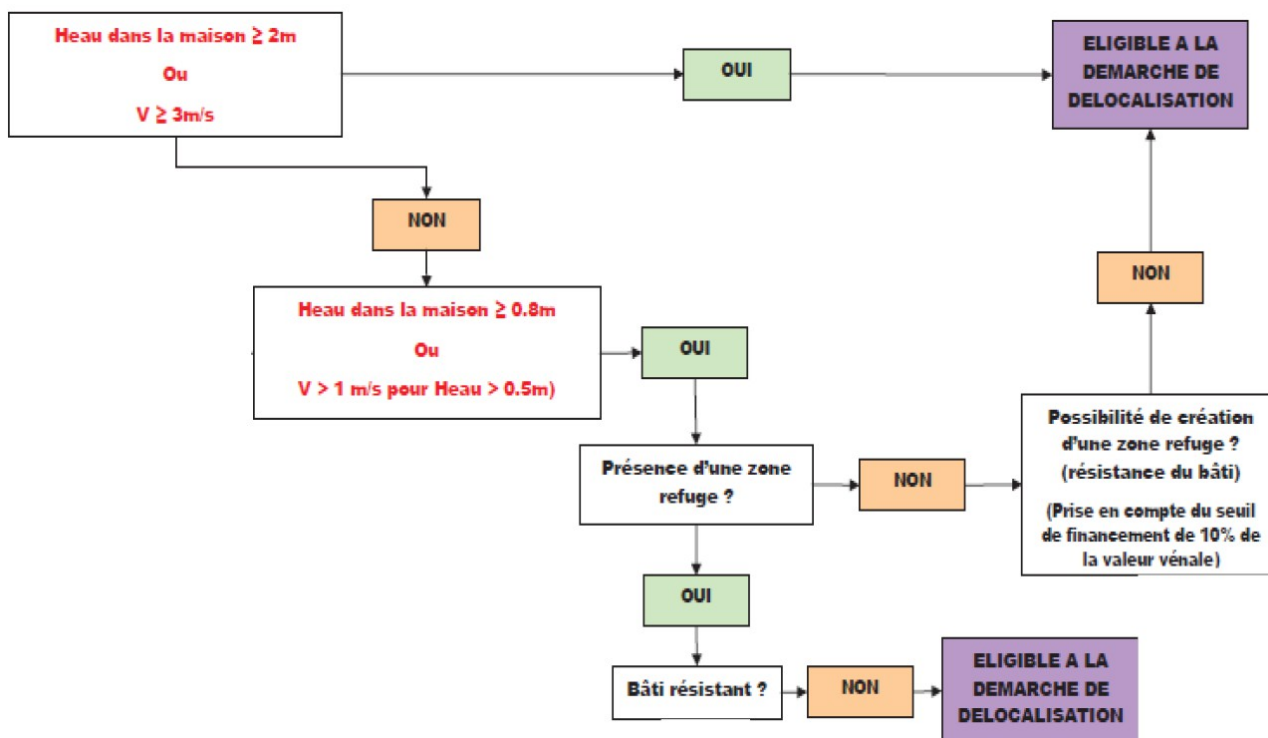 Heau dans la maison ≥ 2m
Ou
V ≥ 3m/s
OUI
ELIGIBLE A LA
DEMARCHE DE
DELOCALISATION
NON
Heau dans la maison ≥ 0.8m
Ou
V > 1 m/s pour Heau > 0.5m)
OUI
NON
Présence d'une zone
refuge ?
NON
Possibilité de création
d'une zone refuge ?
(résistance du bâti)
(Prise en compte du seuil
de financement de 10% de
la valeur vénale)
OUI
Bâti résistant ?
NON
ELIGIBLE A LA
DEMARCHE DE
DELOCALISATION